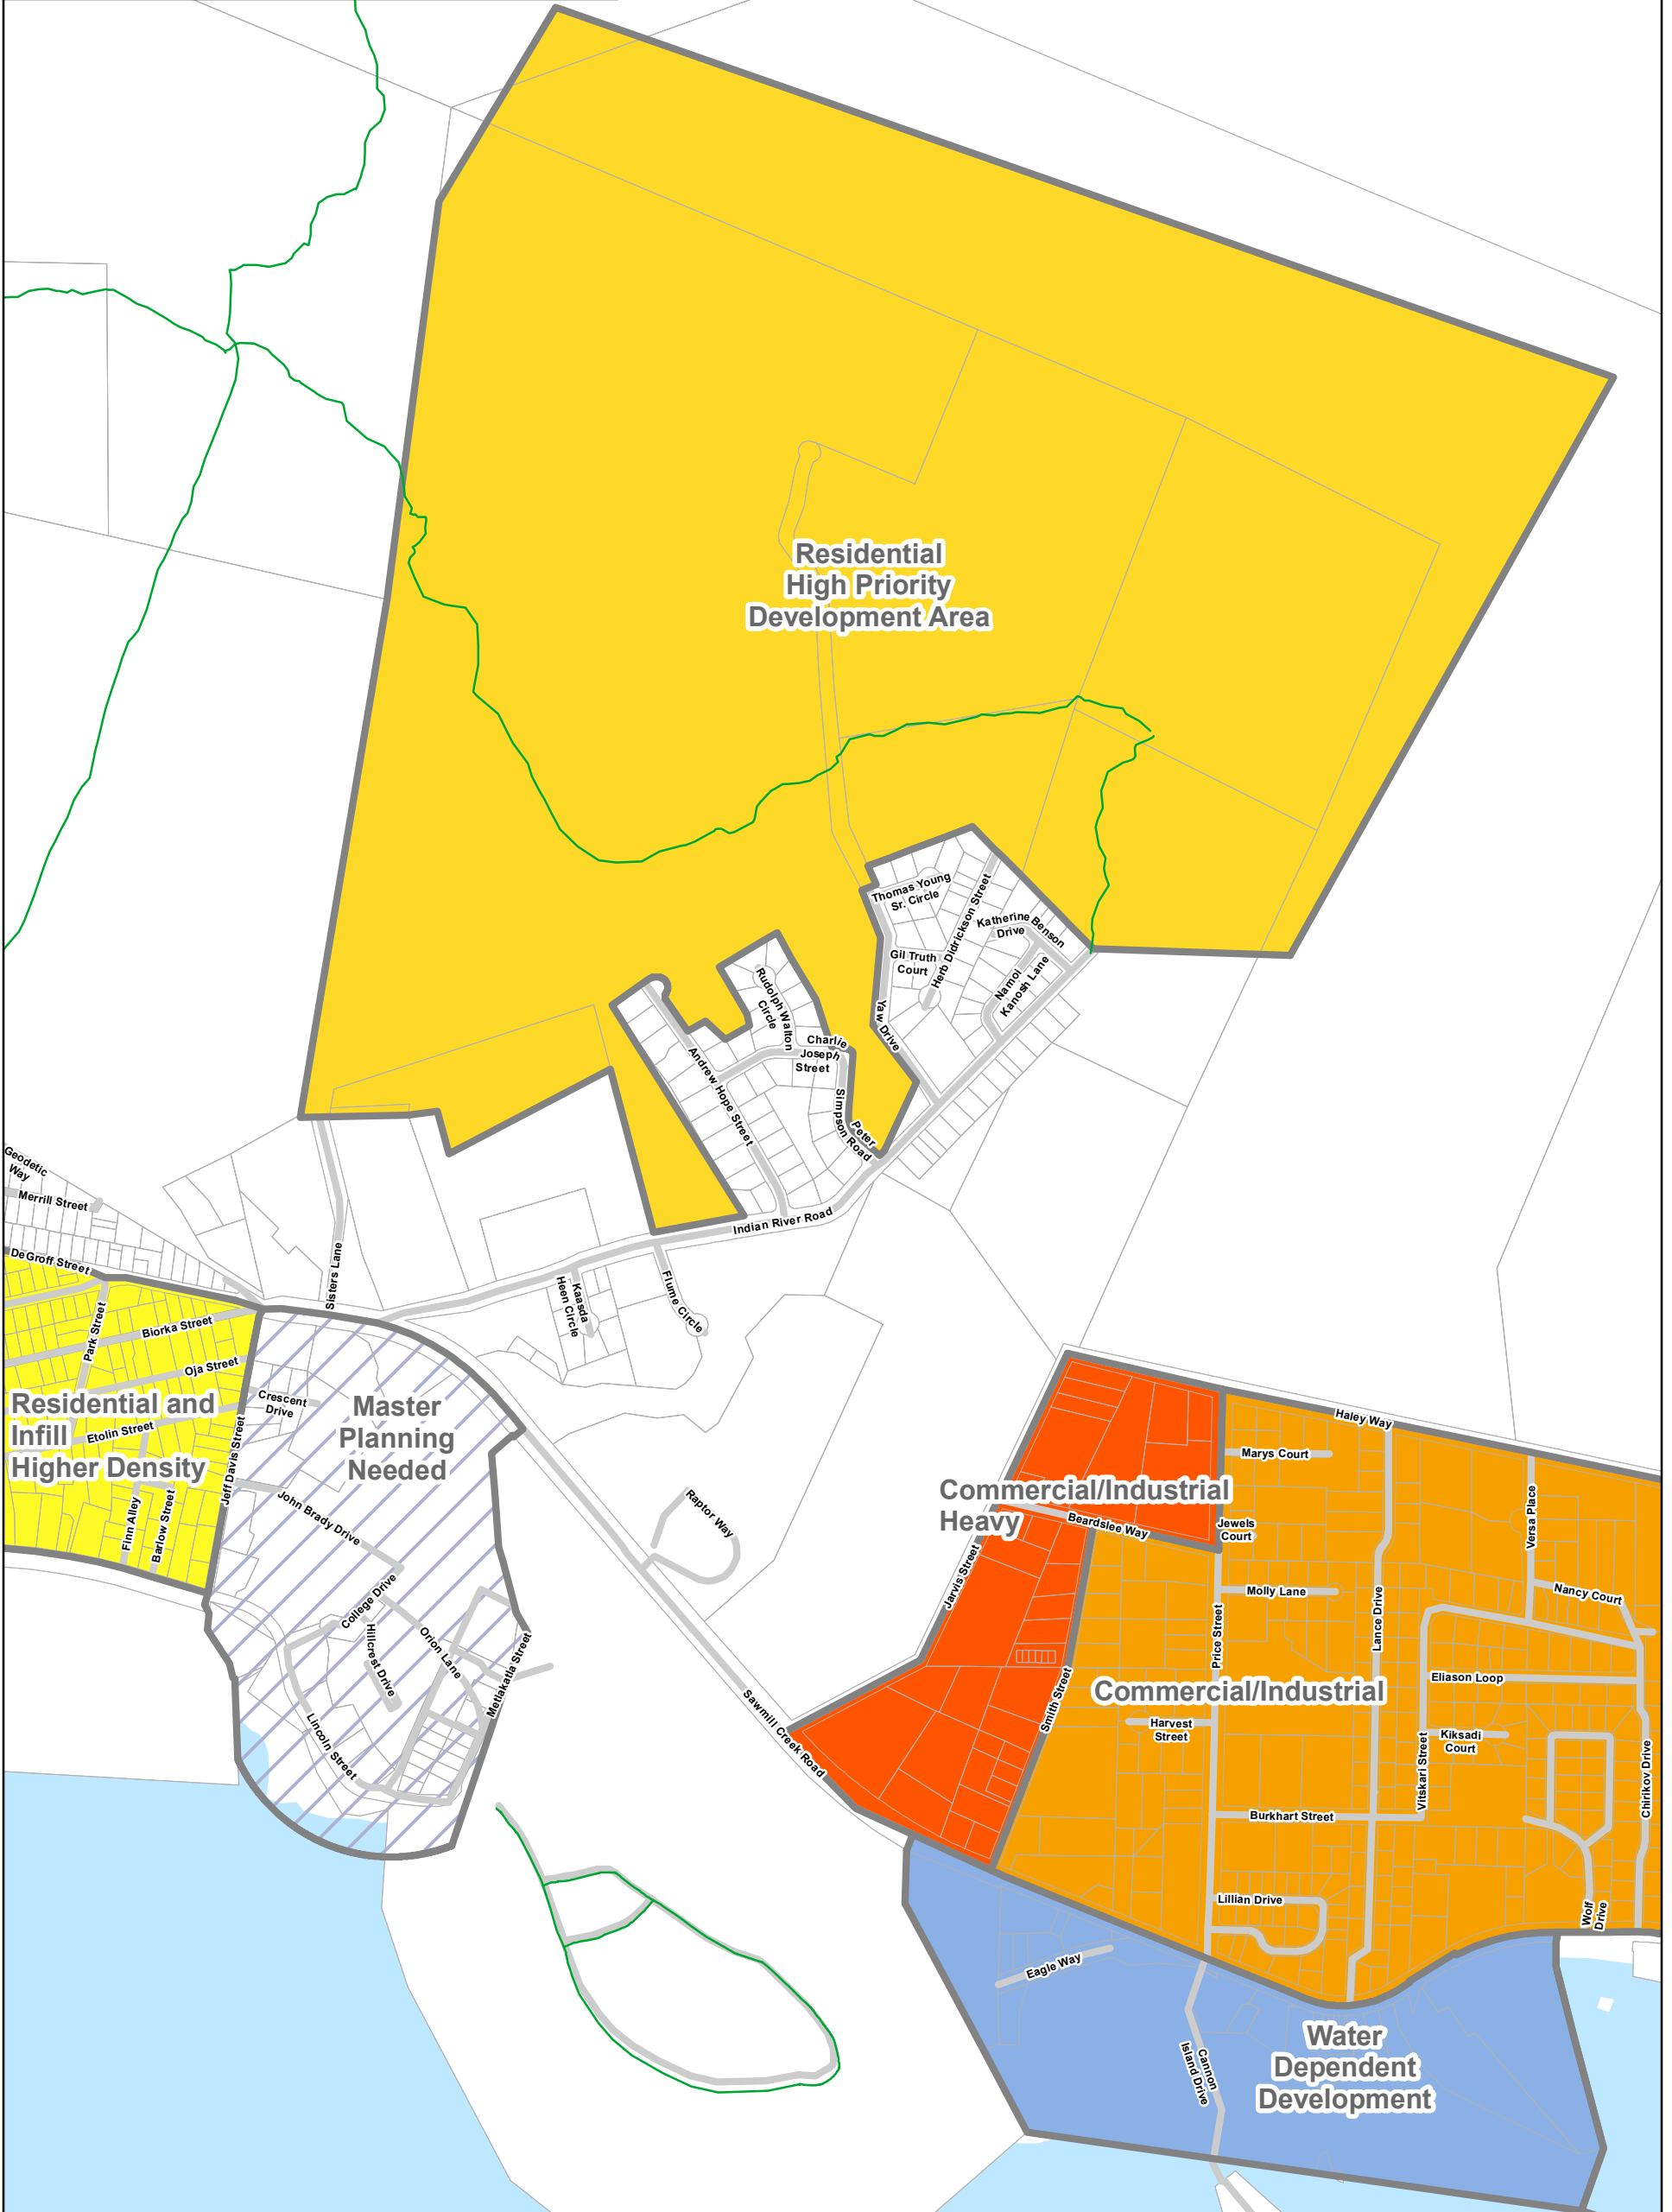 Residential
High Priority
Development Area
Thomas Young
Sr. Circle
Herb Didrickson Street
Katherine Benson
Drive
Gil Truth
Court
Namoi
Kanosh Lane
Yaw Drive
Rudolph Walton
Circle
Charlie
Joseph
Street
Andrew Hope Street
Simpson Road
Peter
Indian River Road
Geodetic
Way
Merrill Street
DeGroff Street
Sisters Lane
Kaasda
Heen Circle
Flume Circle
Park Street
Biorka Street
Oja Street
Residential and
Infill
Higher Density
Etolin Street
Finn Alley
Barlow Street
Jeff Davis Street
Crescent
Drive
Master
Planning
Needed
John Brady Drive
College Drive
Hillcrest Drive
Orion Lane
Metlakatla Street
Lincoln Street
Raptor Way
Sawmill Creek Road
Commercial/Industrial
Heavy
Beardslee Way
Jarvis Street
Smith Street
Haley Way
Marys Court
Jewels
Court
Molly Lane
Price Street
Lance Drive
Versa Place
Nancy Court
Commercial/Industrial
Eliason Loop
Harvest
Street
Kiksadi
Court
Vitskari Street
Chirikov Drive
Burkhart Street
Lillian Drive
Wolf
Drive
Eagle Way
Cannon
Island Drive
Water
Dependent
Development